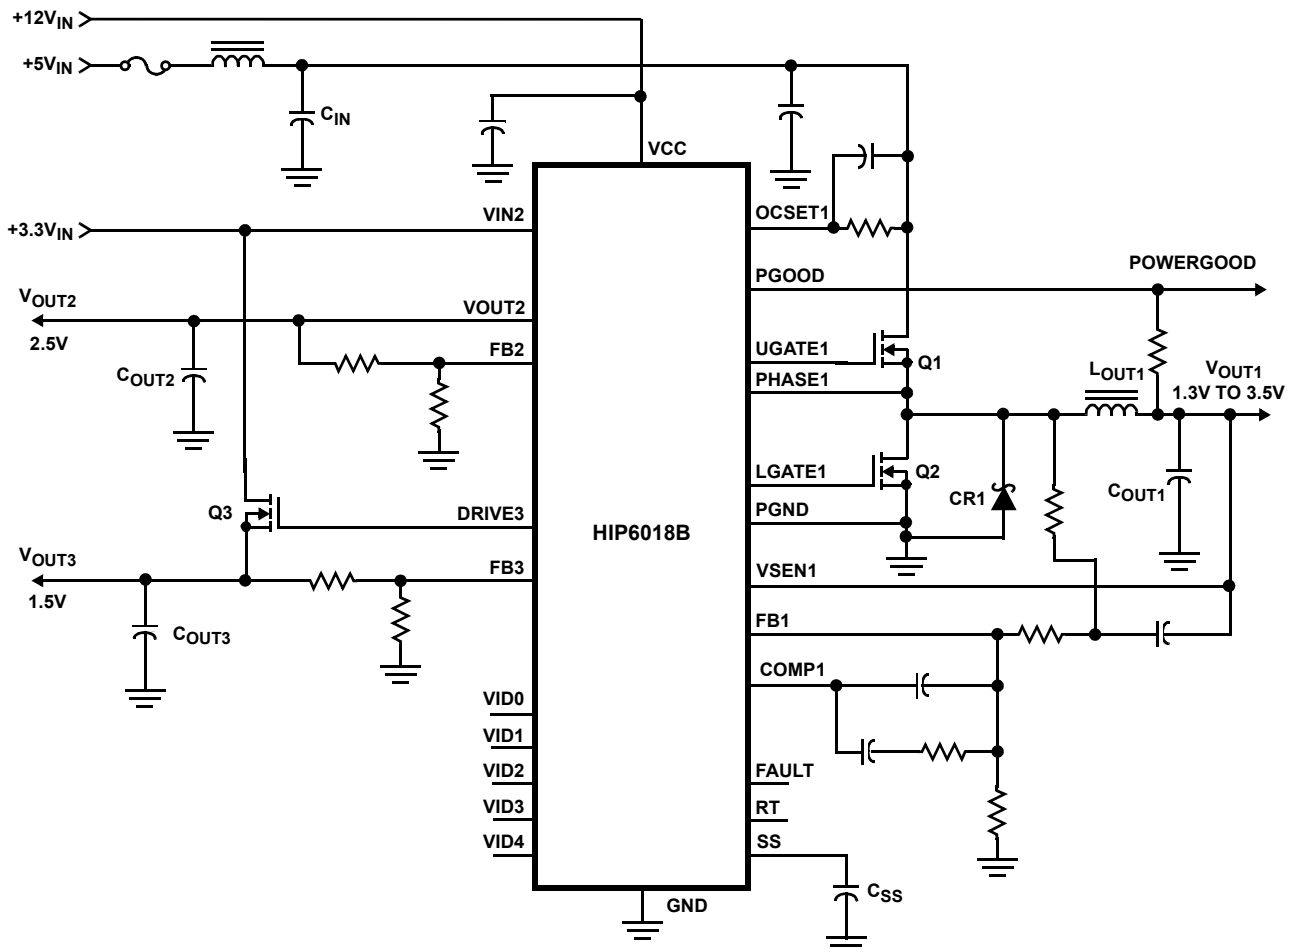 +12VIN
+5VIN
CIN
VCC
+3.3VIN
VIN2
OCSET1
PGOOD
POWERGOOD
VOUT2
2.5V
VOUT2
FB2
COUT2
UGATE1
Q1
PHASE1
LOUT1
VOUT1
1.3V TO 3.5V
LGATE1
Q2
CR1
COUT1
PGND
Q3
DRIVE3
HIP6018B
VOUT3
1.5V
FB3
COUT3
VSEN1
FB1
COMP1
VID0
VID1
VID2
VID3
VID4
FAULT
RT
SS
CSS
GND